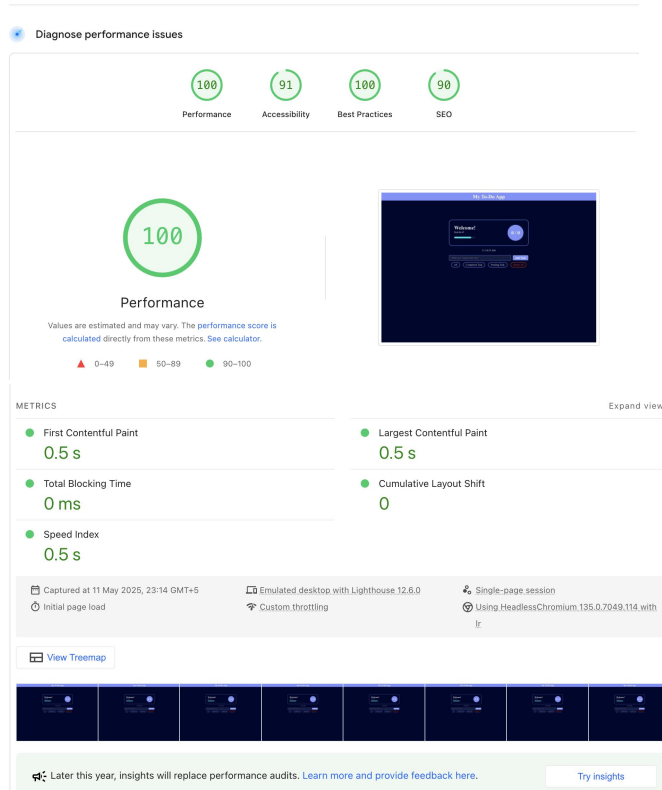 Diagnose performance issues
100
91
100
90
Performance
Accessibility
Best Practices
SEO
100
Performance
Values are estimated and may vary. The performance score is
calculated directly from these metrics. See calculator.
0–49
50–89
90–100
My To-Do App
Welcome!
METRICS
Expand view
First Contentful Paint
0.5 s
Largest Contentful Paint
0.5 s
Total Blocking Time
0 ms
Cumulative Layout Shift
0
Speed Index
0.5 s
Captured at 11 May 2025, 23:14 GMT+5
Emulated desktop with Lighthouse 12.6.0
Single-page session
Initial page load
Custom throttling
Using HeadlessChromium 135.0.7049.114 with
lr
View Treemap
Later this year, insights will replace performance audits. Learn more and provide feedback here.
Try insights